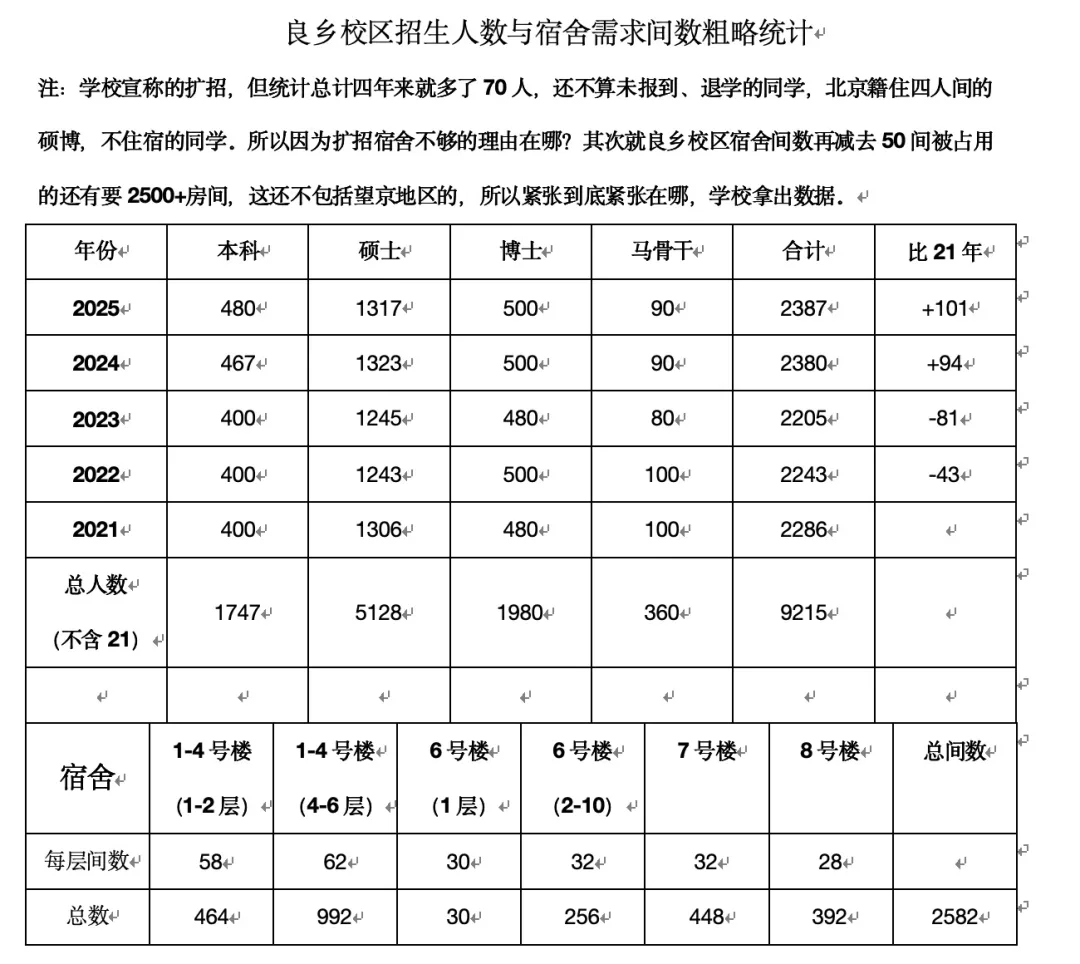 良乡校区招生人数与宿舍需求间数粗略统计
注：学校宣称的扩招，但统计总计四年来就多了 70 人，还不算未报到、退学的同学，北京籍住四人间的
硕博，不住宿的同学。所以因为扩招宿舍不够的理由在哪？其次就良乡校区宿舍间数再减去 50 间被占用
的还有要 2500+房间，这还不包括望京地区的，所以紧张到底紧张在哪，学校拿出数据。
年份 本科 硕士 博士 马骨干 合计 比 21 年
2025 480 1317 500 90 2387 +101
2024 467 1323 500 90 2380 +94
2023 400 1245 480 80 2205 -81
2022 400 1243 500 100 2243 -43
2021 400 1306 480 100 2286
总人数
（不含 21） 1747 5128 1980 360 9215
宿舍 1-4 号楼 1-4 号楼 6 号楼 6 号楼 7 号楼 8 号楼 总间数
（1-2 层） （4-6 层） （1 层） （2-10）
每层间数 58 62 30 32 32 28
总数 464 992 30 256 448 392 2582